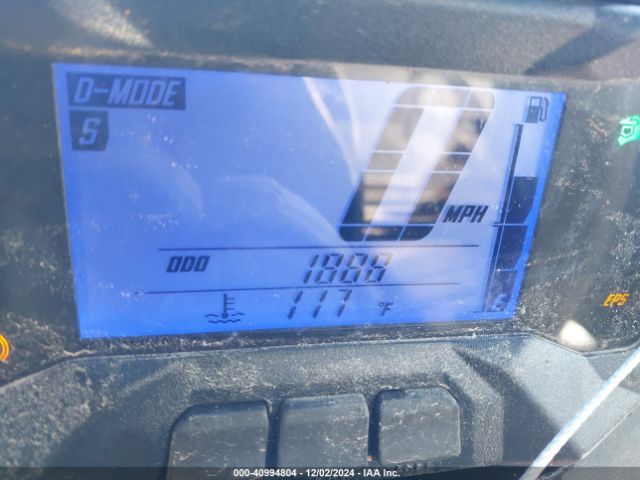 D-MODE
S
0
MPH
ODO 1888
117 °F
EPS
000-40994804 | 12/02/2024 | IAA Inc.